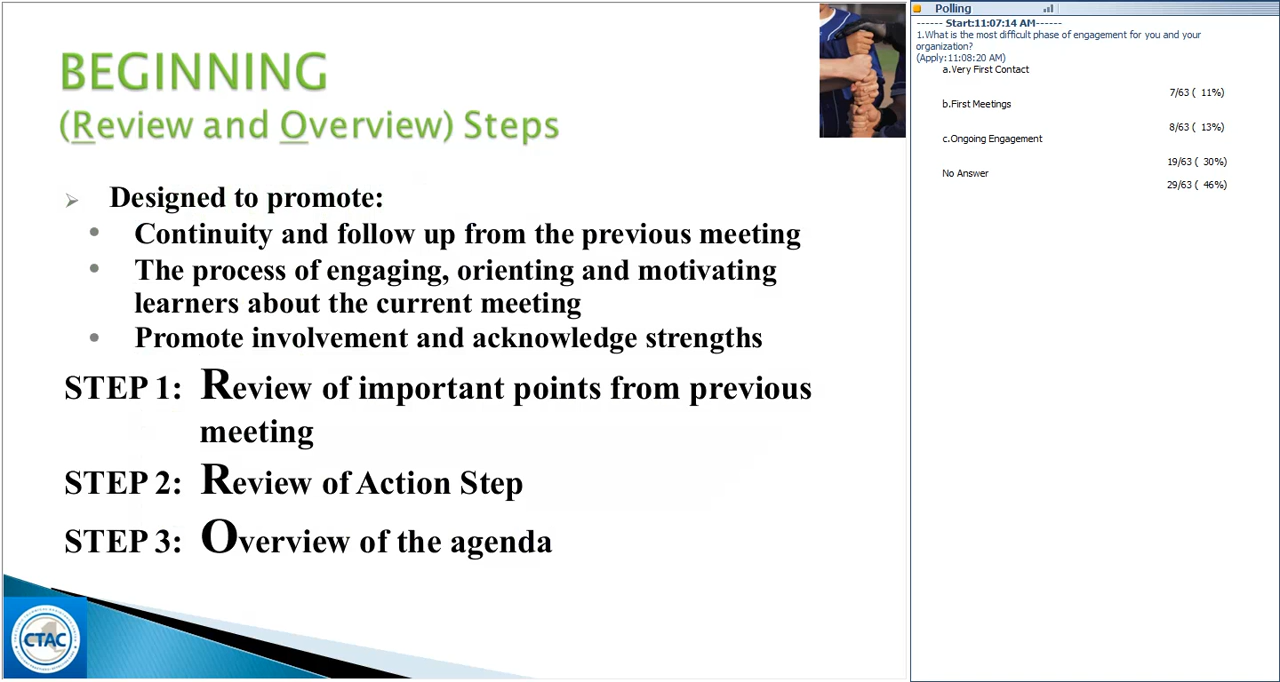 BEGINNING
(Review and Overview) Steps
Designed to promote:
Continuity and follow up from the previous meeting
The process of engaging, orienting and motivating
learners about the current meeting
Promote involvement and acknowledge strengths
STEP 1: Review of important points from previous
meeting
STEP 2: Review of Action Step
STEP 3: Overview of the agenda
CTAC
Polling
------ Start:11:07:14 AM------
1.What is the most difficult phase of engagement for you and your
organization?
(Apply:11:08:20 AM)
a.Very First Contact
7/63 ( 11%)
b.First Meetings
8/63 ( 13%)
c.Ongoing Engagement
19/63 ( 30%)
No Answer
29/63 ( 46%)